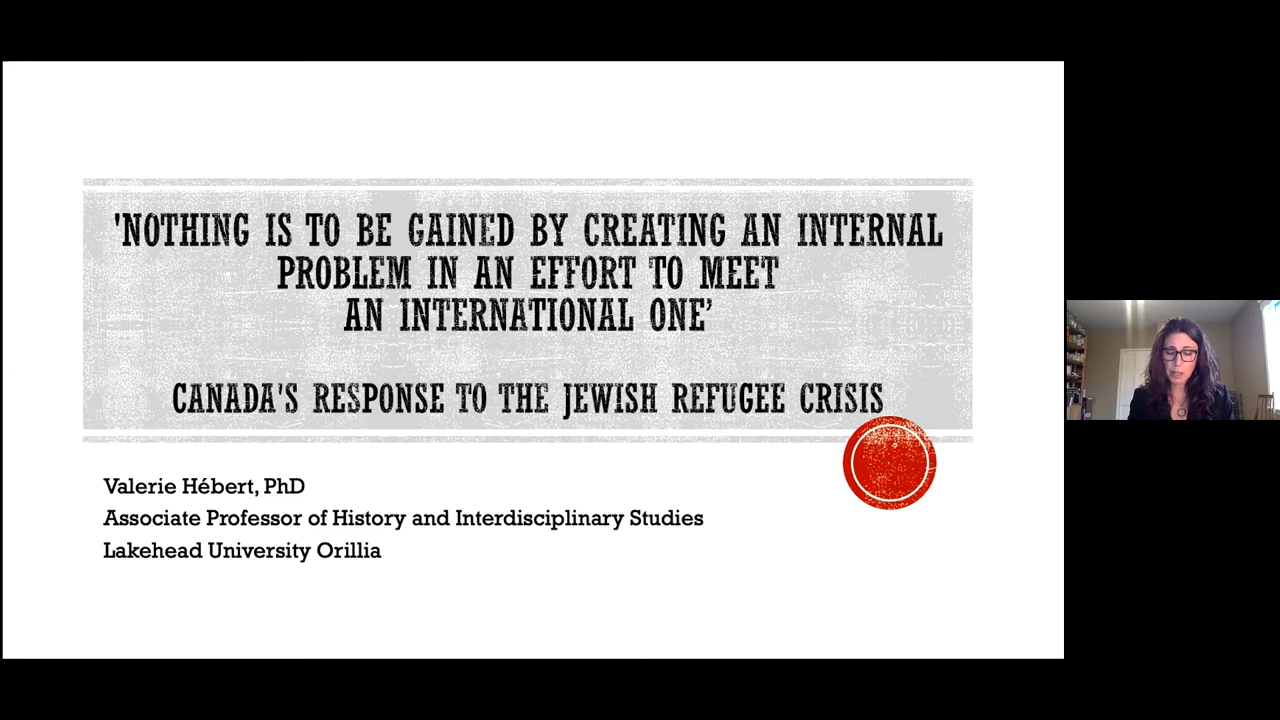 'NOTHING IS TO BE GAINED BY CREATING AN INTERNAL
PROBLEM IN AN EFFORT TO MEET
AN INTERNATIONAL ONE’
CANADA'S RESPONSE TO THE JEWISH REFUGEE CRISIS
Valerie Hébert, PhD
Associate Professor of History and Interdisciplinary Studies
Lakehead University Orillia